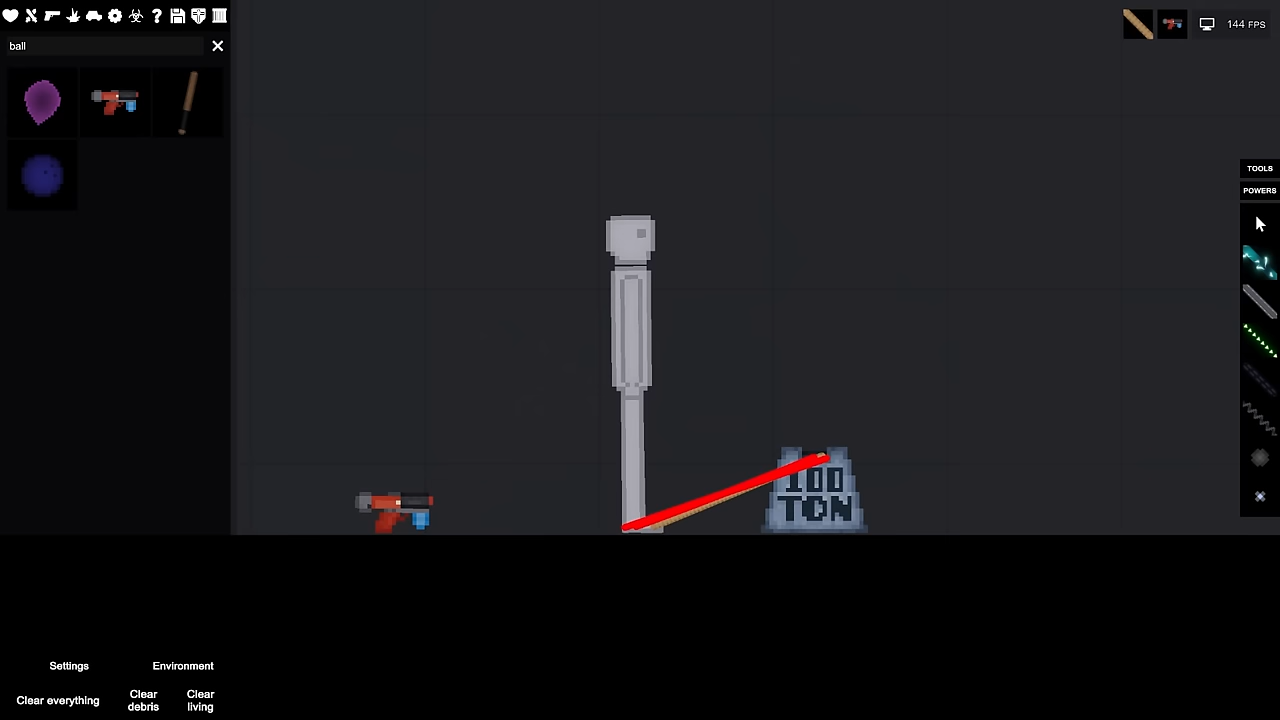 ball
144 FPS
TOOLS
POWERS
100
TON
Settings
Environment
Clear everything
Clear
debris
Clear
living